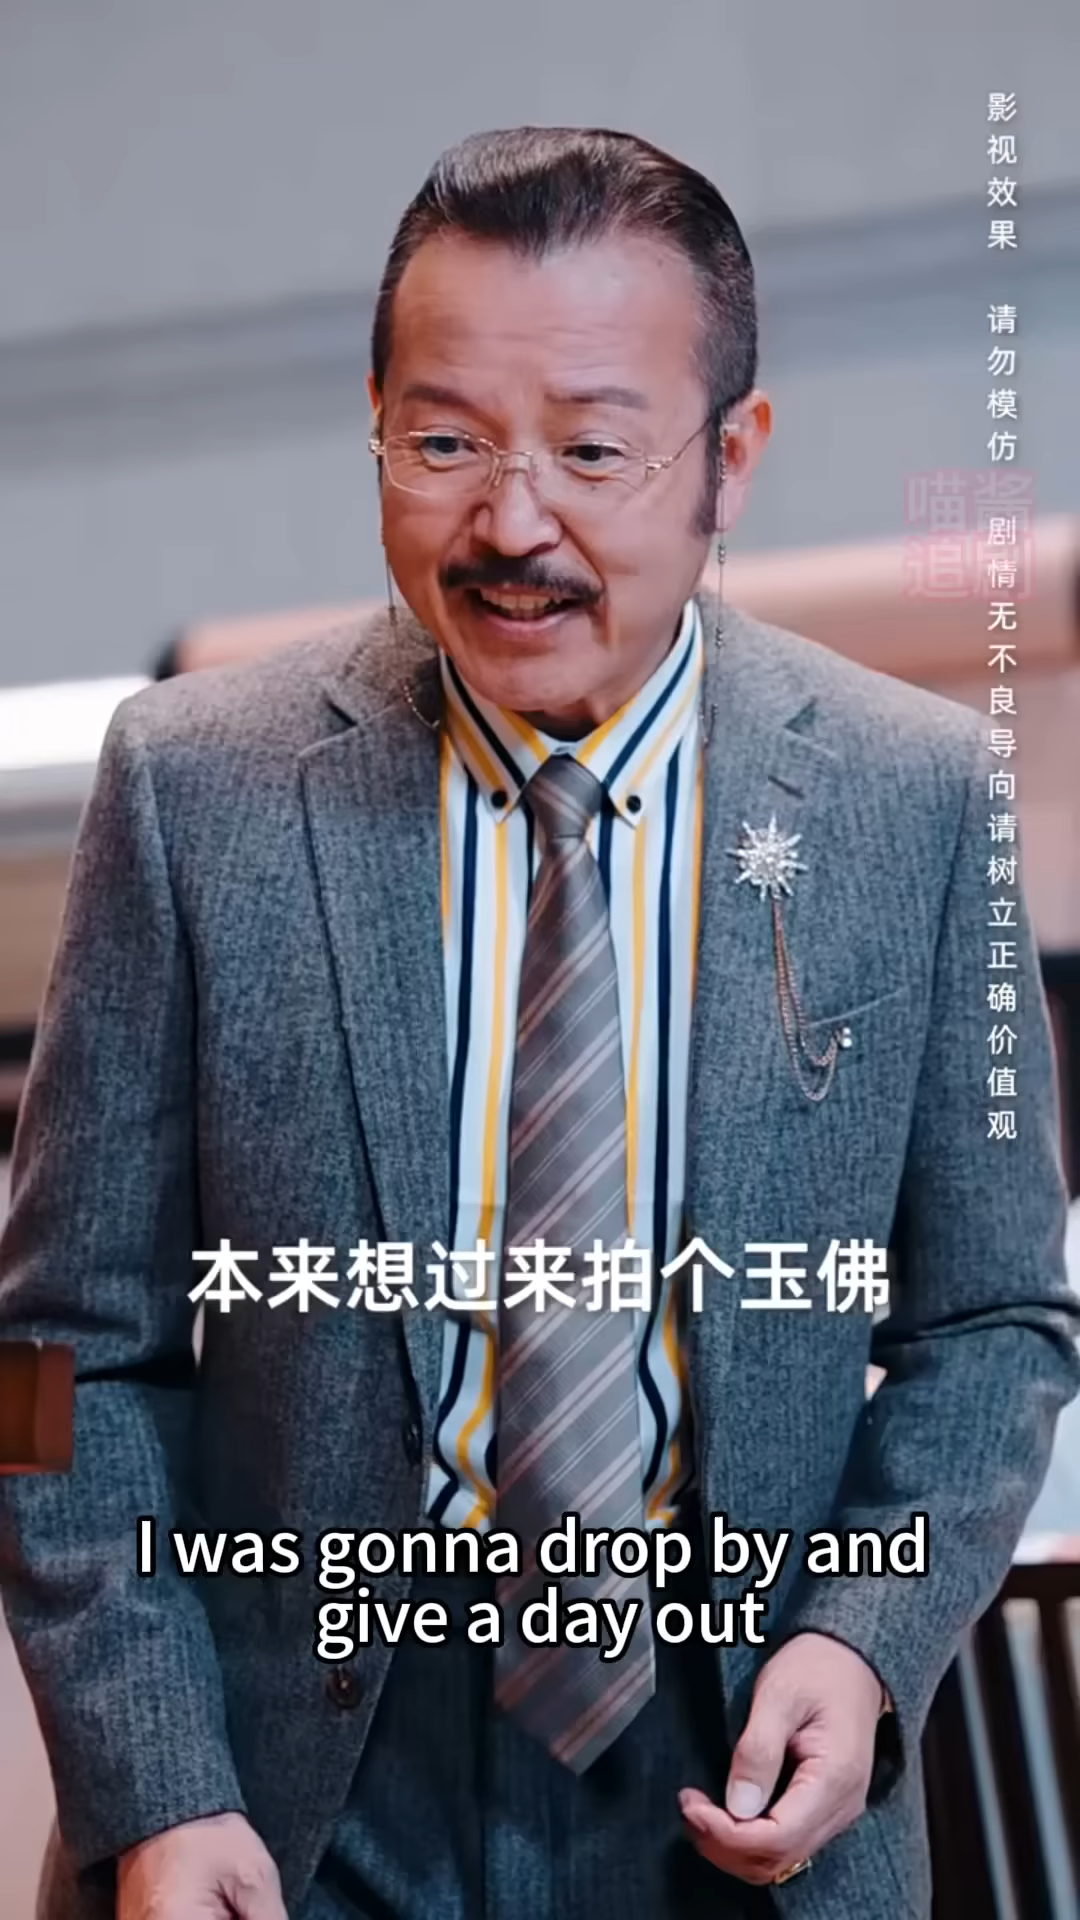 影视效果 请勿模仿 剧情无不良导向请树立正确价值观
喵酱
追剧
本来想过来拍个玉佛
I was gonna drop by and
give a day out